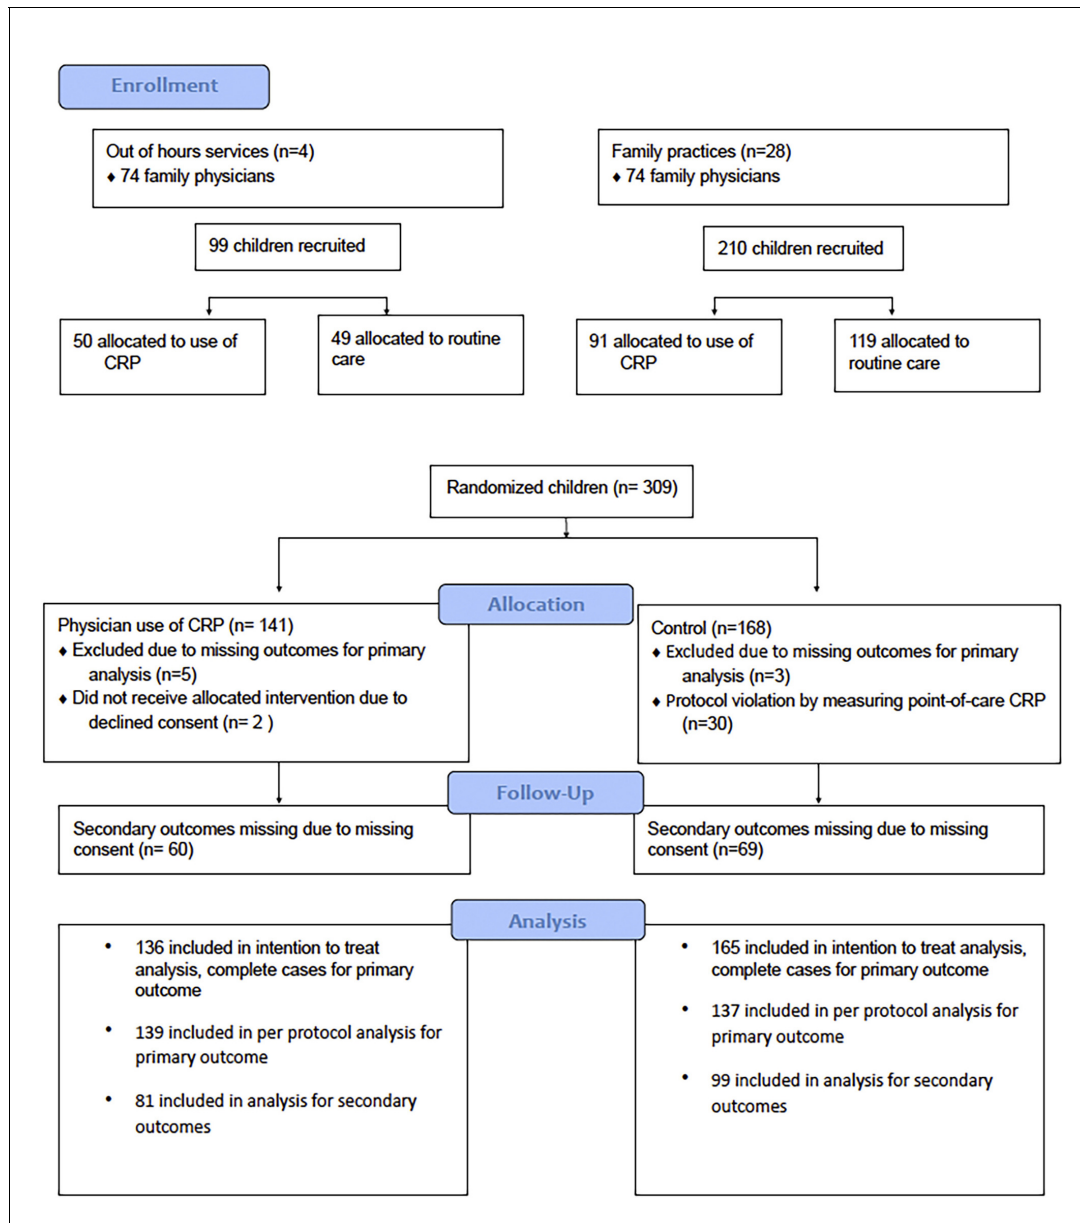 Enrollment
Out of hours services (n=4)
♦ 74 family physicians
Family practices (n=28)
♦ 74 family physicians
99 children recruited
210 children recruited
50 allocated to use of
CRP
49 allocated to routine
care
91 allocated to use of
CRP
119 allocated to
routine care
Randomized children (n= 309)
Allocation
Physician use of CRP (n= 141)
♦ Excluded due to missing outcomes for primary
analysis (n=5)
♦ Did not receive allocated intervention due to
declined consent (n= 2 )
Control (n=168)
♦ Excluded due to missing outcomes for primary
analysis (n=3)
♦ Protocol violation by measuring point-of-care CRP
(n=30)
Follow-Up
Secondary outcomes missing due to missing
consent (n= 60)
Secondary outcomes missing due to missing
consent (n=69)
Analysis
• 136 included in intention to treat
analysis, complete cases for primary
outcome
• 139 included in per protocol analysis for
primary outcome
• 81 included in analysis for secondary
outcomes
• 165 included in intention to treat analysis,
complete cases for primary outcome
• 137 included in per protocol analysis for
primary outcome
• 99 included in analysis for secondary
outcomes